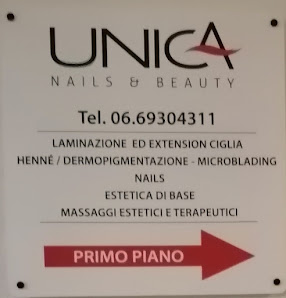 UNICA
NAILS & BEAUTY
Tel. 06.69304311
LAMINAZIONE ED EXTENSION CIGLIA
HENNÉ / DERMOPIGMENTAZIONE - MICROBLADING
NAILS
ESTETICA DI BASE
MASSAGGI ESTETICI E TERAPEUTICI
PRIMO PIANO